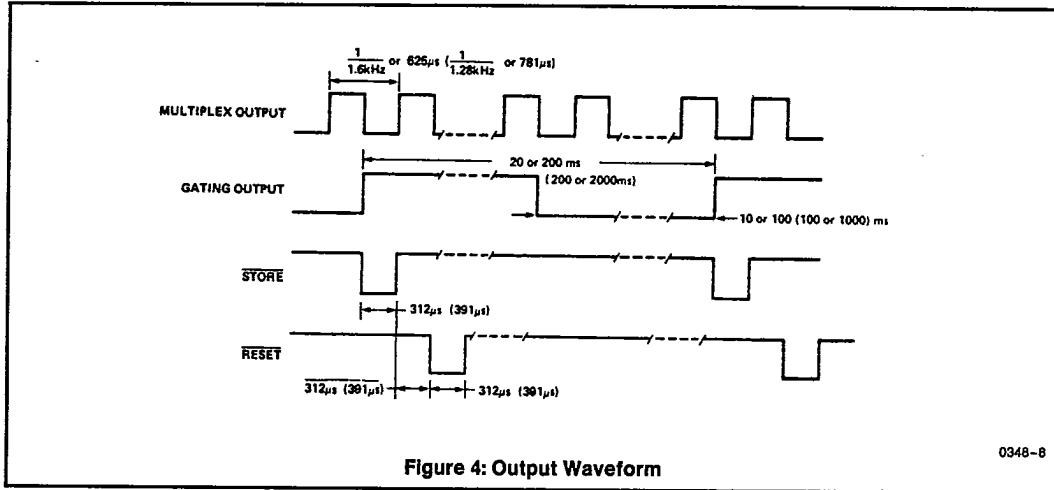 1/1.6kHz or 625µs (1/1.28kHz or 781µs)
MULTIPLEX OUTPUT
20 or 200 ms
(200 or 2000ms)
GATING OUTPUT
10 or 100 (100 or 1000) ms
STORE
312µs (391µs)
RESET
312µs (391µs) 312µs (391µs)
Figure 4: Output Waveform
0348-8